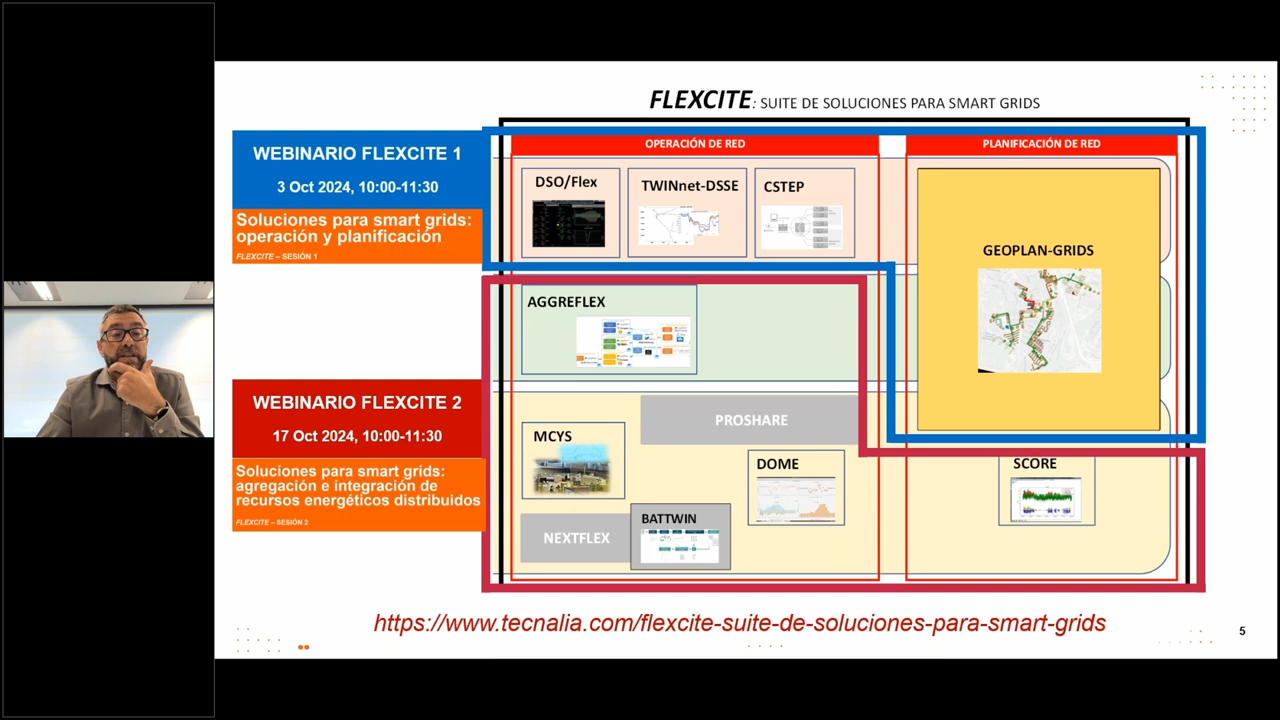 FLEXCITE: SUITE DE SOLUCIONES PARA SMART GRIDS
WEBINARIO FLEXCITE 1
3 Oct 2024, 10:00-11:30
Soluciones para smart grids:
operación y planificación
FLEXCITE – SESIÓN 1
OPERACIÓN DE RED
PLANIFICACIÓN DE RED
DSO/Flex
TWINnet-DSSE
CSTEP
GEOPLAN-GRIDS
AGGREFLEX
WEBINARIO FLEXCITE 2
17 Oct 2024, 10:00-11:30
Soluciones para smart grids:
agregación e integración de
recursos energéticos distribuidos
FLEXCITE – SESIÓN 2
PROSHARE
MCYS
DOME
SCORE
NEXTFLEX
BATTWIN
https://www.tecnalia.com/flexcite-suite-de-soluciones-para-smart-grids
5